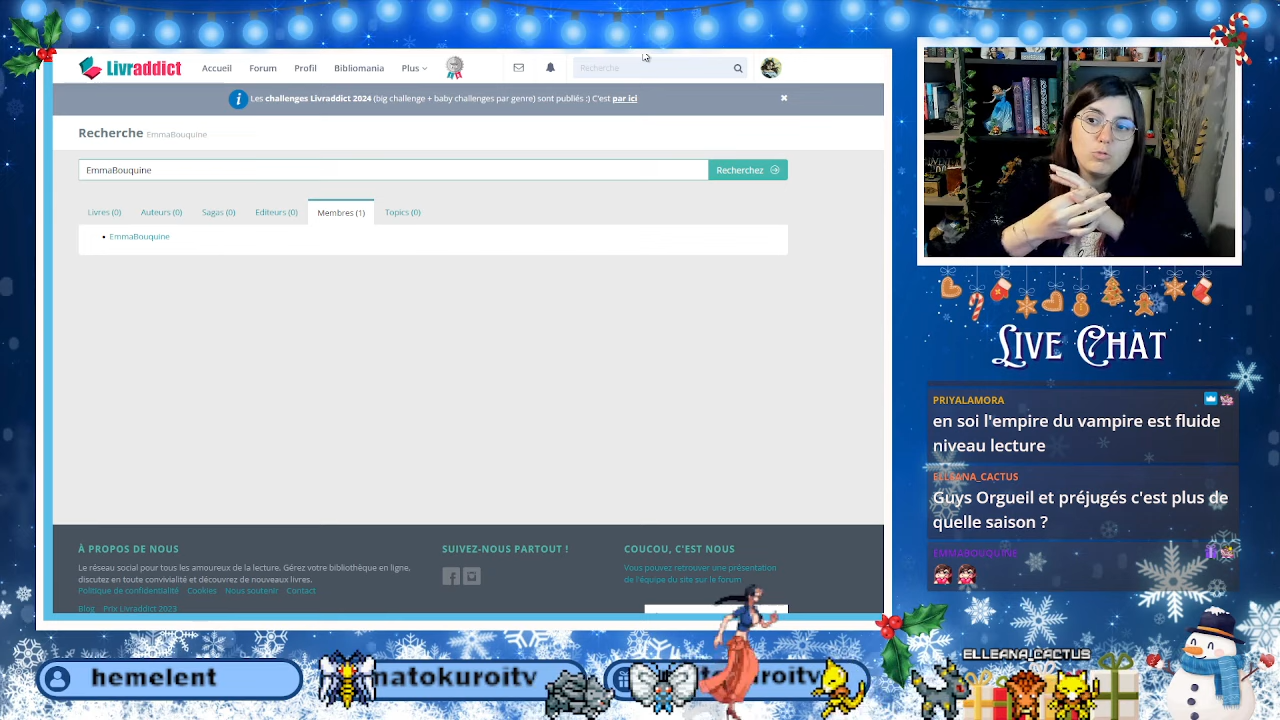 Livraddict
Accueil
Forum
Profil
Bibliomania
Plus
Recherche
Les challenges Livraddict 2024 (big challenge + baby challenges par genre) sont publiés :) C'est par ici
Recherche EmmaBouquine
EmmaBouquine
Recherchez
Livres (0)
Auteurs (0)
Sagas (0)
Editeurs (0)
Membres (1)
Topics (0)
EmmaBouquine
À PROPOS DE NOUS
Le réseau social pour tous les amoureux de la lecture. Gérez votre bibliothèque en ligne,
discutez en toute convivialité et découvrez de nouveaux livres.
Politique de confidentialité Cookies Nous soutenir Contact
Blog Prix Livraddict 2023
SUIVEZ-NOUS PARTOUT !
COUCOU, C'EST NOUS
Vous pouvez retrouver une présentation
de l'équipe du site sur le forum
LIVE CHAT
PRIYALAMORA
en soi l'empire du vampire est fluide
niveau lecture
ELLEANA_CACTUS
Guys Orgueil et préjugés c'est plus de
quelle saison ?
EMMABOUQUINE
hemelent
natokuroitv
ELLEANA_CACTUS